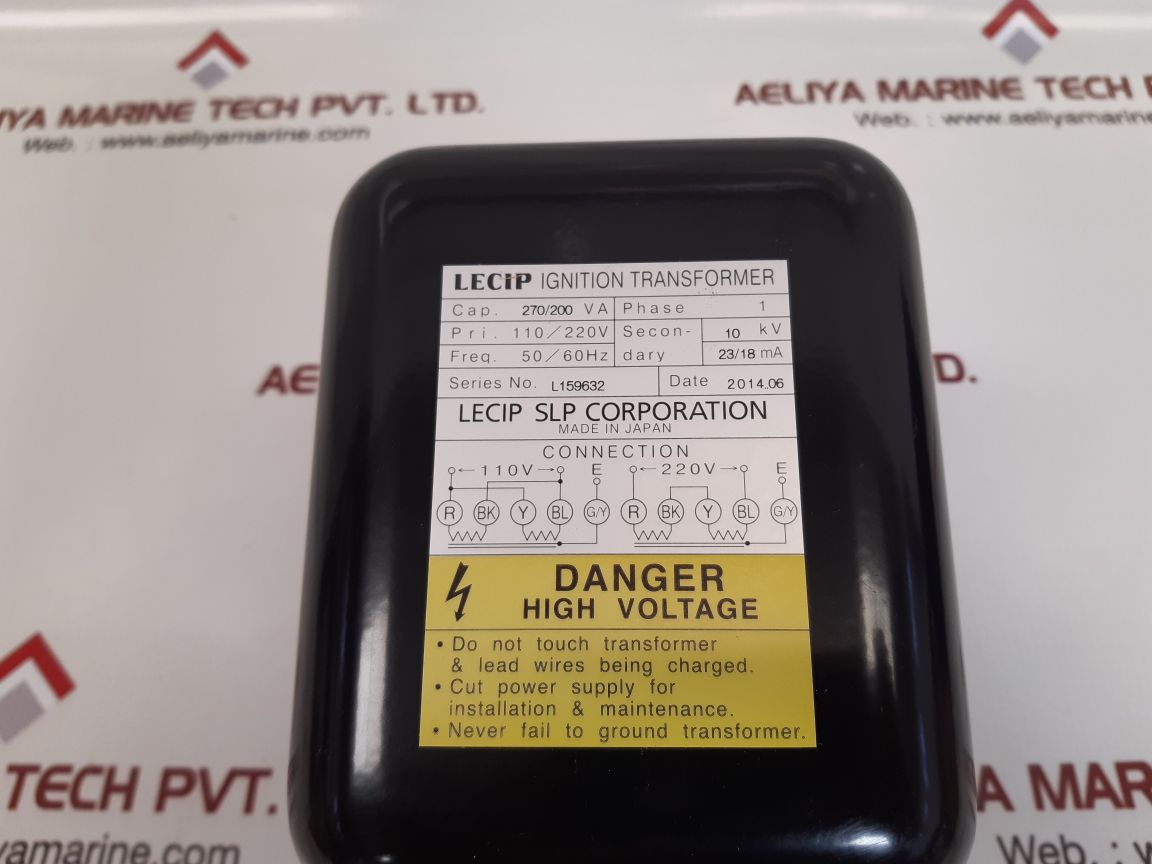 IYA MARINE TECH PVT. LTD.
Web. : www.aeliyamarine.com
AELIYA MARINE TECH P
Web. : www.aeliyamarine
AE
D.
LECIP IGNITION TRANSFORMER
Cap. 270/200 VA Phase 1
Pri. 110/220V Secon- 10 kV
Freq. 50/60Hz dary 23/18 mA
Series No. L159632 Date 2014.06
LECIP SLP CORPORATION
MADE IN JAPAN
CONNECTION
←110V→ E ←220V→ E
R BK Y BL G/Y R BK Y BL G/Y
DANGER
HIGH VOLTAGE
• Do not touch transformer
& lead wires being charged.
• Cut power supply for
installation & maintenance.
• Never fail to ground transformer.
TECH PVT.
iyamarine.com
A MAR
Web. : w